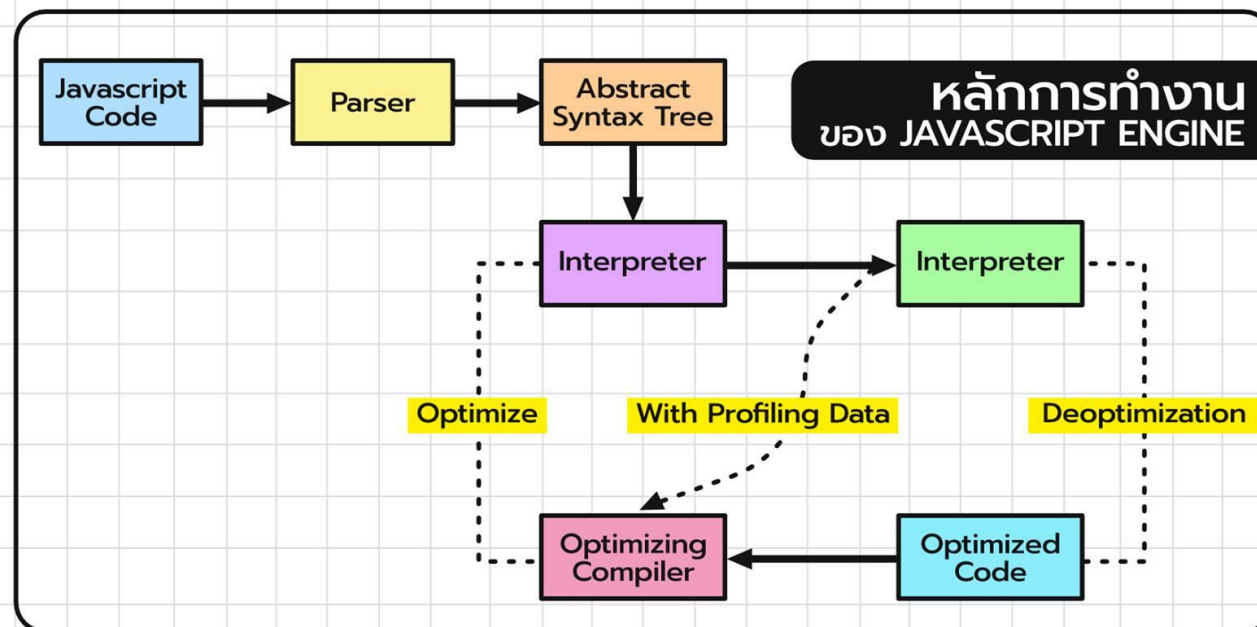 Javascript
Code
Parser
Abstract
Syntax Tree
หลักการทำงาน
ของ JAVASCRIPT ENGINE
Interpreter
Interpreter
Optimize
With Profiling Data
Deoptimization
Optimizing
Compiler
Optimized
Code